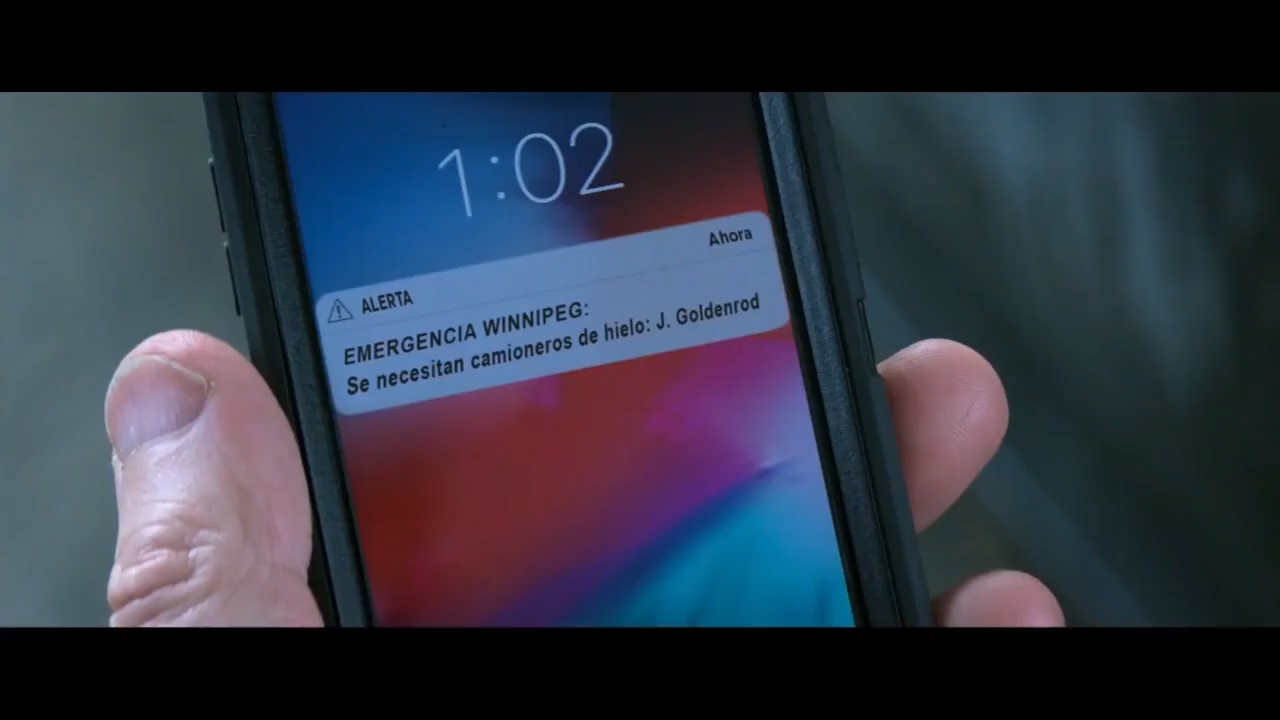 1:02
Ahora
ALERTA
EMERGENCIA WINNIPEG:
Se necesitan camioneros de hielo: J. Goldenrod